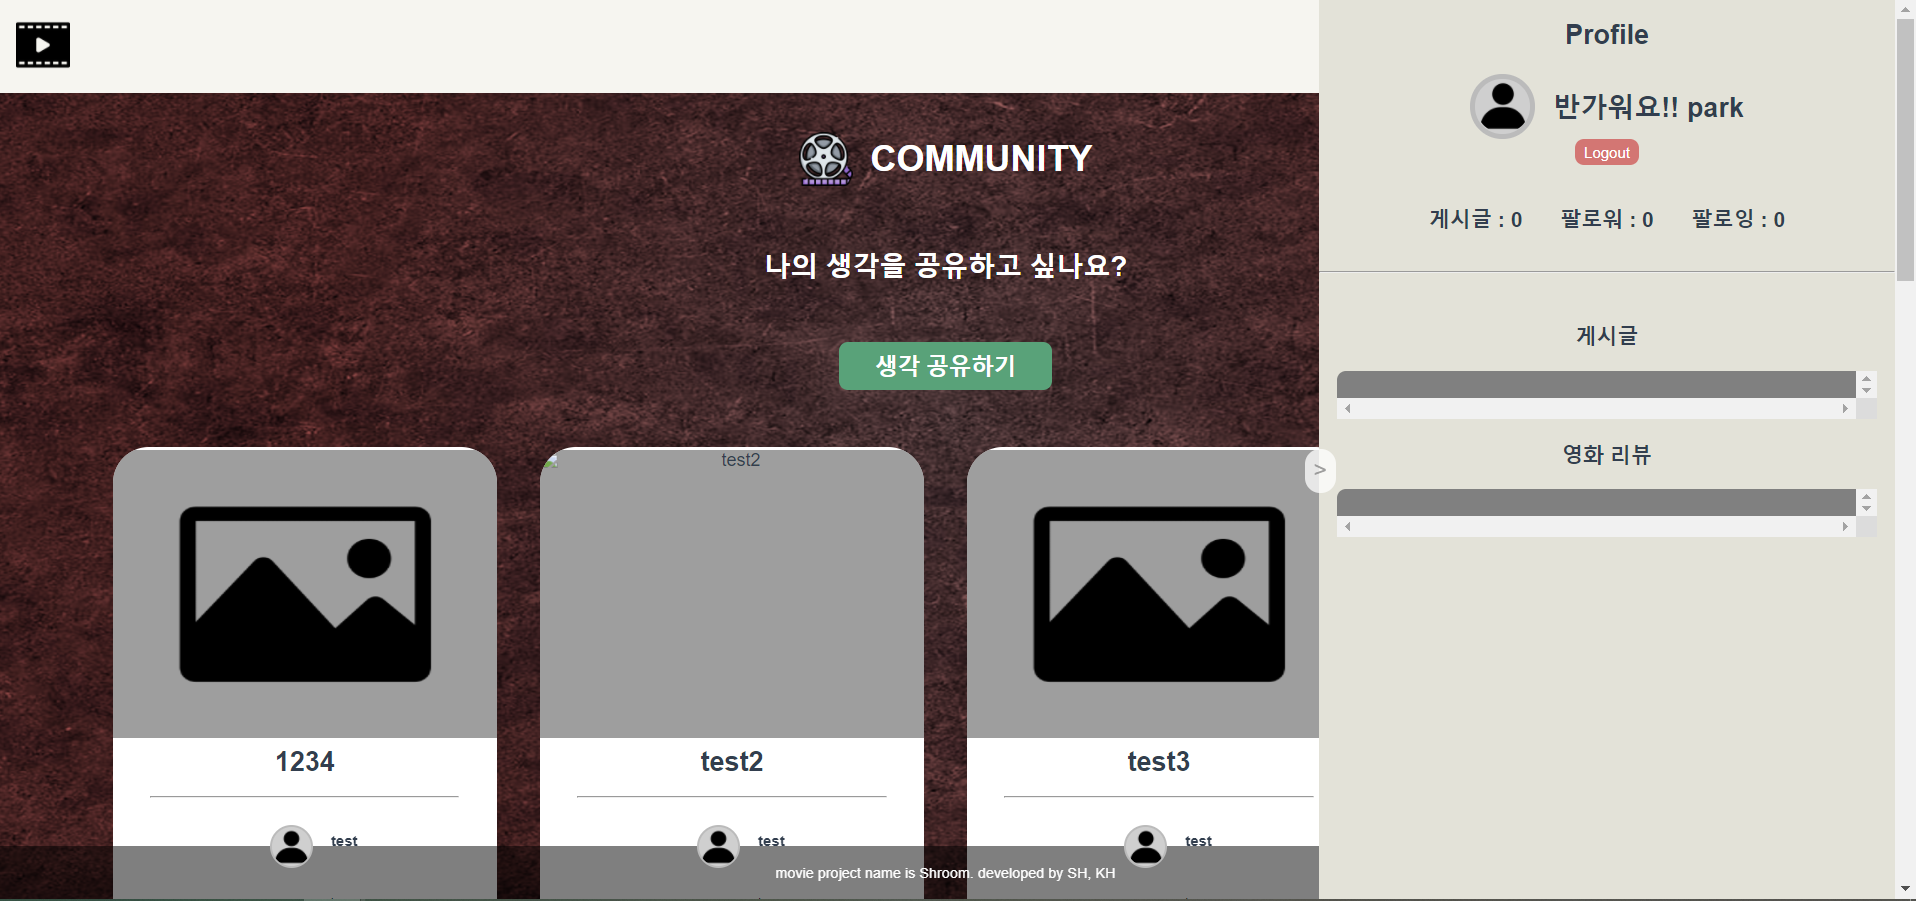 COMMUNITY
나의 생각을 공유하고 싶나요?
생각 공유하기
test2
1234
test2
test3
test
test
test
movie project name is Shroom. developed by SH, KH
>
Profile
반가워요!! park
Logout
게시글 : 0 팔로워 : 0 팔로잉 : 0
게시글
영화 리뷰